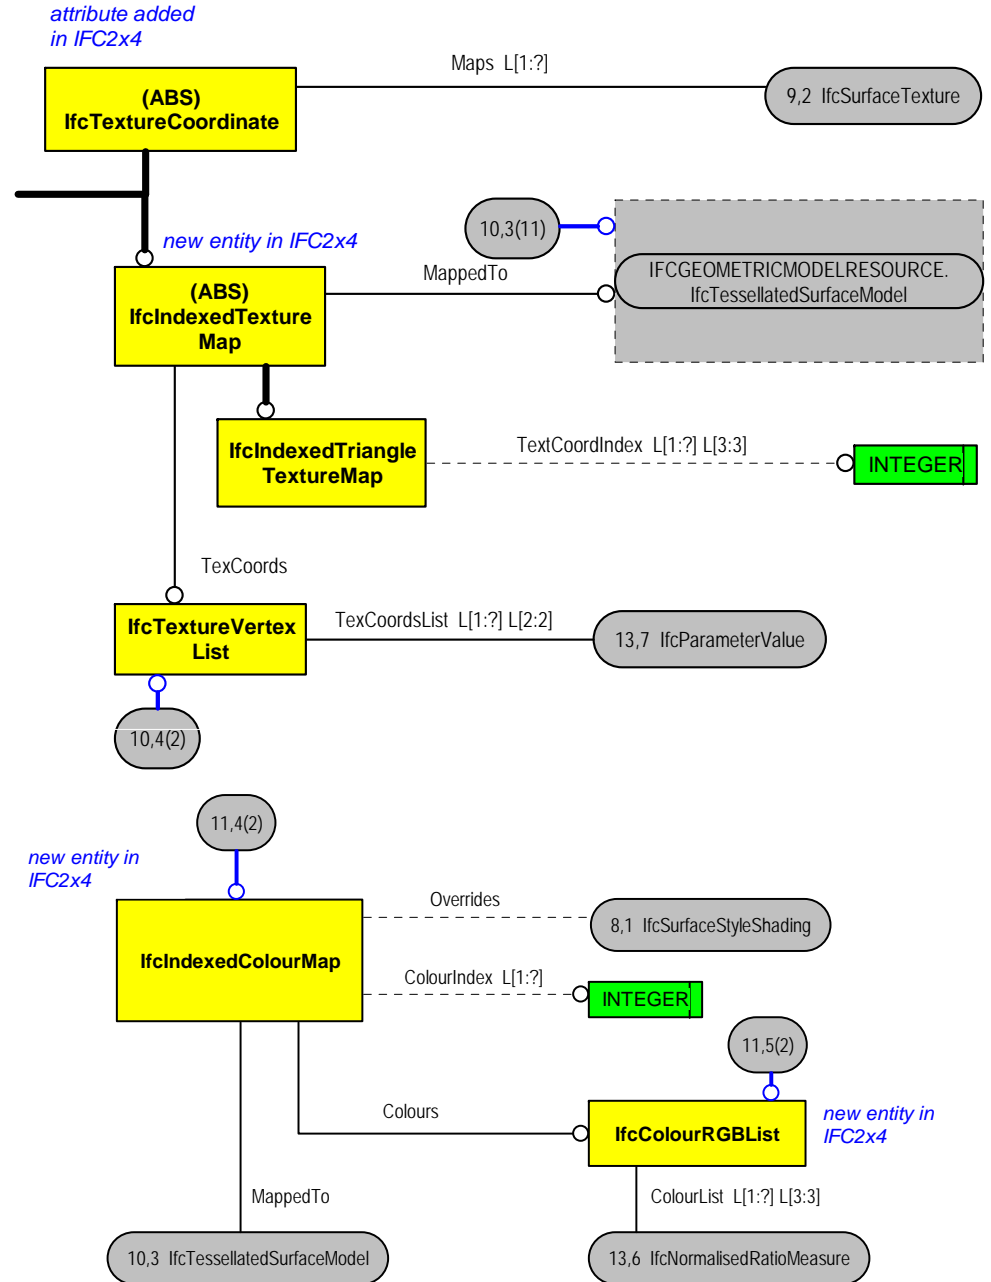 attribute added
in IFC2x4
Maps L[1:?]
(ABS)
IfcTextureCoordinate
9,2 IfcSurfaceTexture
10,3(11)
new entity in IFC2x4
MappedTo
IFCGEOMETRICMODELRESOURCE.
IfcTessellatedSurfaceModel
(ABS)
IfcIndexedTexture
Map
IfcIndexedTriangle
TextureMap
TextCoordIndex L[1:?] L[3:3]
INTEGER
TexCoords
IfcTextureVertex
List
TexCoordsList L[1:?] L[2:2]
13,7 IfcParameterValue
10,4(2)
11,4(2)
new entity in
IFC2x4
Overrides
8,1 IfcSurfaceStyleShading
IfcIndexedColourMap
ColourIndex L[1:?]
INTEGER
11,5(2)
Colours
IfcColourRGBList
new entity in
IFC2x4
MappedTo
ColourList L[1:?] L[3:3]
10,3 IfcTessellatedSurfaceModel
13,6 IfcNormalisedRatioMeasure